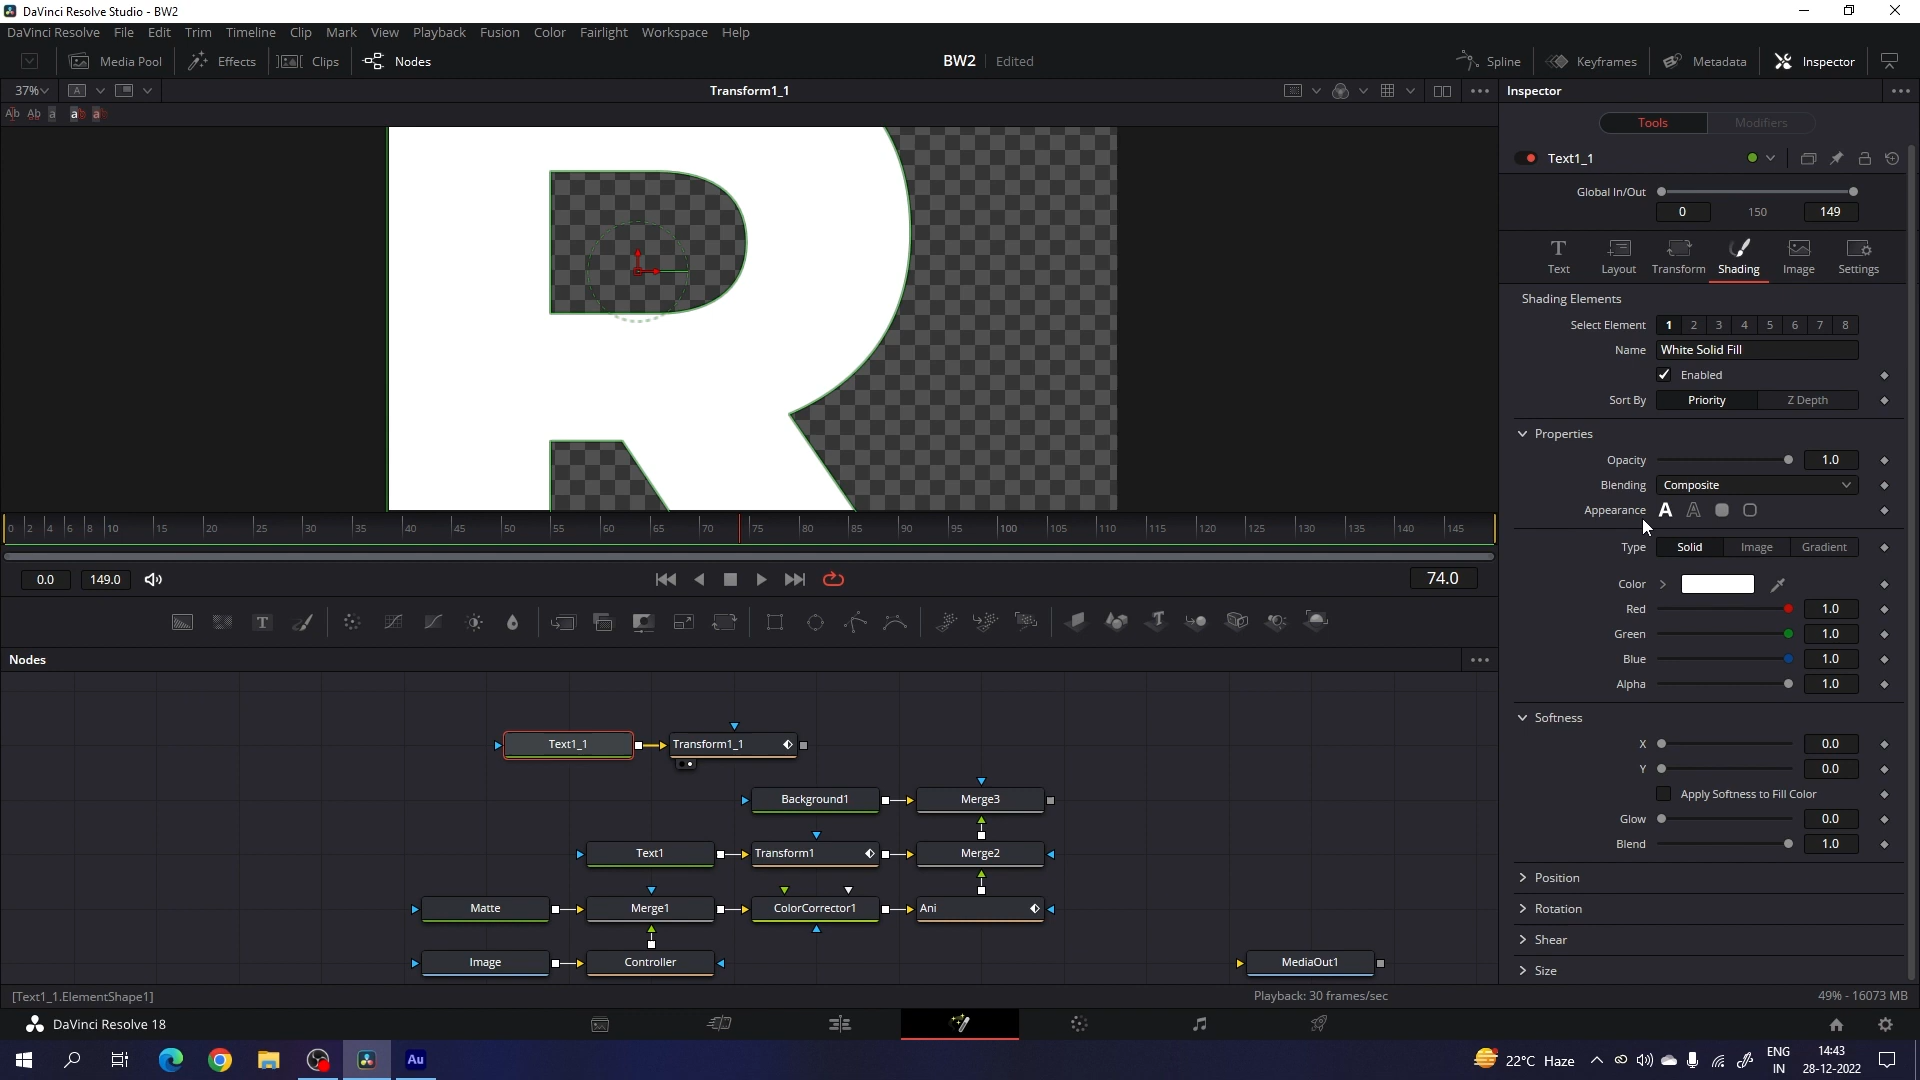 DaVinci Resolve Studio - BW2
DaVinci Resolve File Edit Trim Timeline Clip Mark View Playback Fusion Color Fairlight Workspace Help
Media Pool Effects Clips Nodes BW2 Edited Spline Keyframes Metadata Inspector
37% A Transform1_1 Inspector
Ab Ab a ab a
Tools Modifiers
Text1_1
Global In/Out
0 150 149
T
Text Layout Transform Shading Image Settings
Shading Elements
Select Element 1 2 3 4 5 6 7 8
Name White Solid Fill
Enabled
Sort By Priority Z Depth
Properties
Opacity 1.0
Blending Composite
Appearance A A
Type Solid Image Gradient
Color
Red 1.0
Green 1.0
Blue 1.0
Alpha 1.0
Softness
X 0.0
Y 0.0
Apply Softness to Fill Color
Glow 0.0
Blend 1.0
Position
Rotation
Shear
Size
R
0 2 4 6 8 10 15 20 25 30 35 40 45 50 55 60 65 70 75 80 85 90 95 100 105 110 115 120 125 130 135 140 145
0.0 149.0 74.0
T T
Nodes
Text1_1 Transform1_1
Background1 Merge3
Text1 Transform1 Merge2
Matte Merge1 ColorCorrector1 Ani
Image Controller MediaOut1
[Text1_1.ElementShape1] Playback: 30 frames/sec 49% - 16073 MB
DaVinci Resolve 18
Au 22°C Haze ENG 14:43
IN 28-12-2022